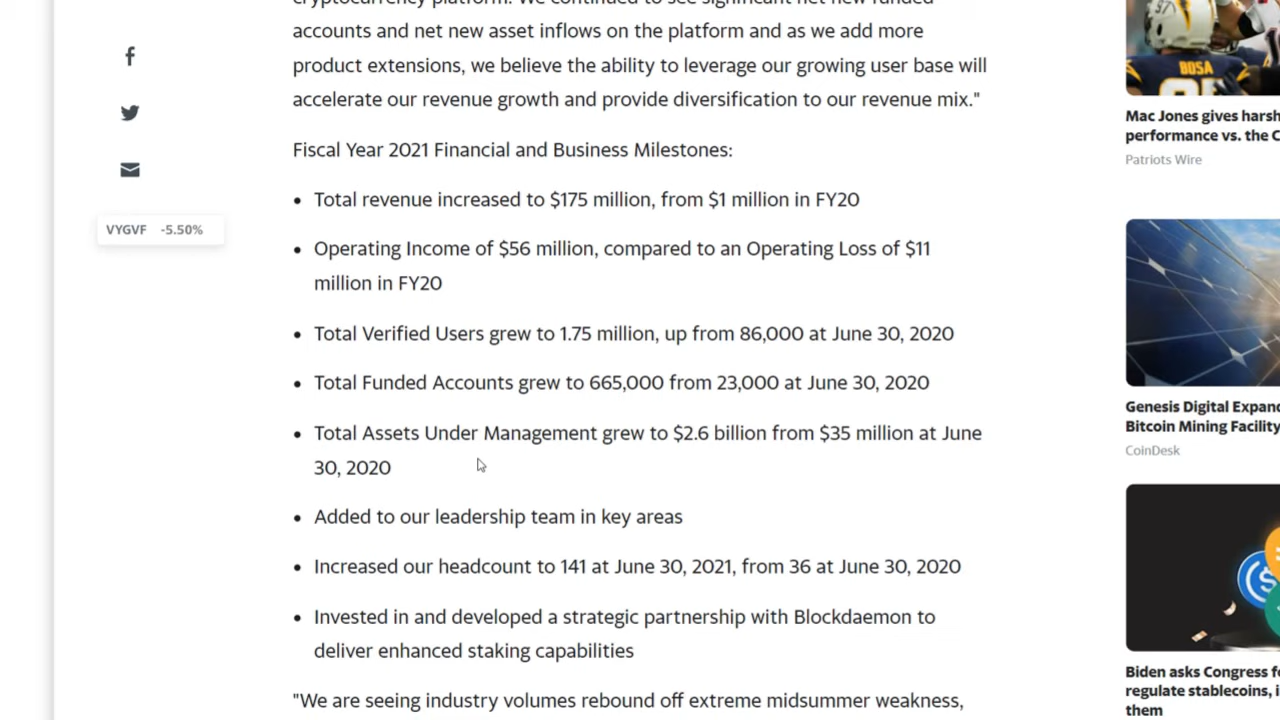 cryptocurrency platform. We continued to see significant net new funded
accounts and net new asset inflows on the platform and as we add more
product extensions, we believe the ability to leverage our growing user base will
accelerate our revenue growth and provide diversification to our revenue mix."
Fiscal Year 2021 Financial and Business Milestones:
Total revenue increased to $175 million, from $1 million in FY20
Operating Income of $56 million, compared to an Operating Loss of $11
million in FY20
Total Verified Users grew to 1.75 million, up from 86,000 at June 30, 2020
Total Funded Accounts grew to 665,000 from 23,000 at June 30, 2020
Total Assets Under Management grew to $2.6 billion from $35 million at June
30, 2020
Added to our leadership team in key areas
Increased our headcount to 141 at June 30, 2021, from 36 at June 30, 2020
Invested in and developed a strategic partnership with Blockdaemon to
deliver enhanced staking capabilities
"We are seeing industry volumes rebound off extreme midsummer weakness,
VYGVF -5.50%
97
BOSA
Mac Jones gives harsh
performance vs. the C
Patriots Wire
Genesis Digital Expand
Bitcoin Mining Facility
CoinDesk
Biden asks Congress f
regulate stablecoins, i
them